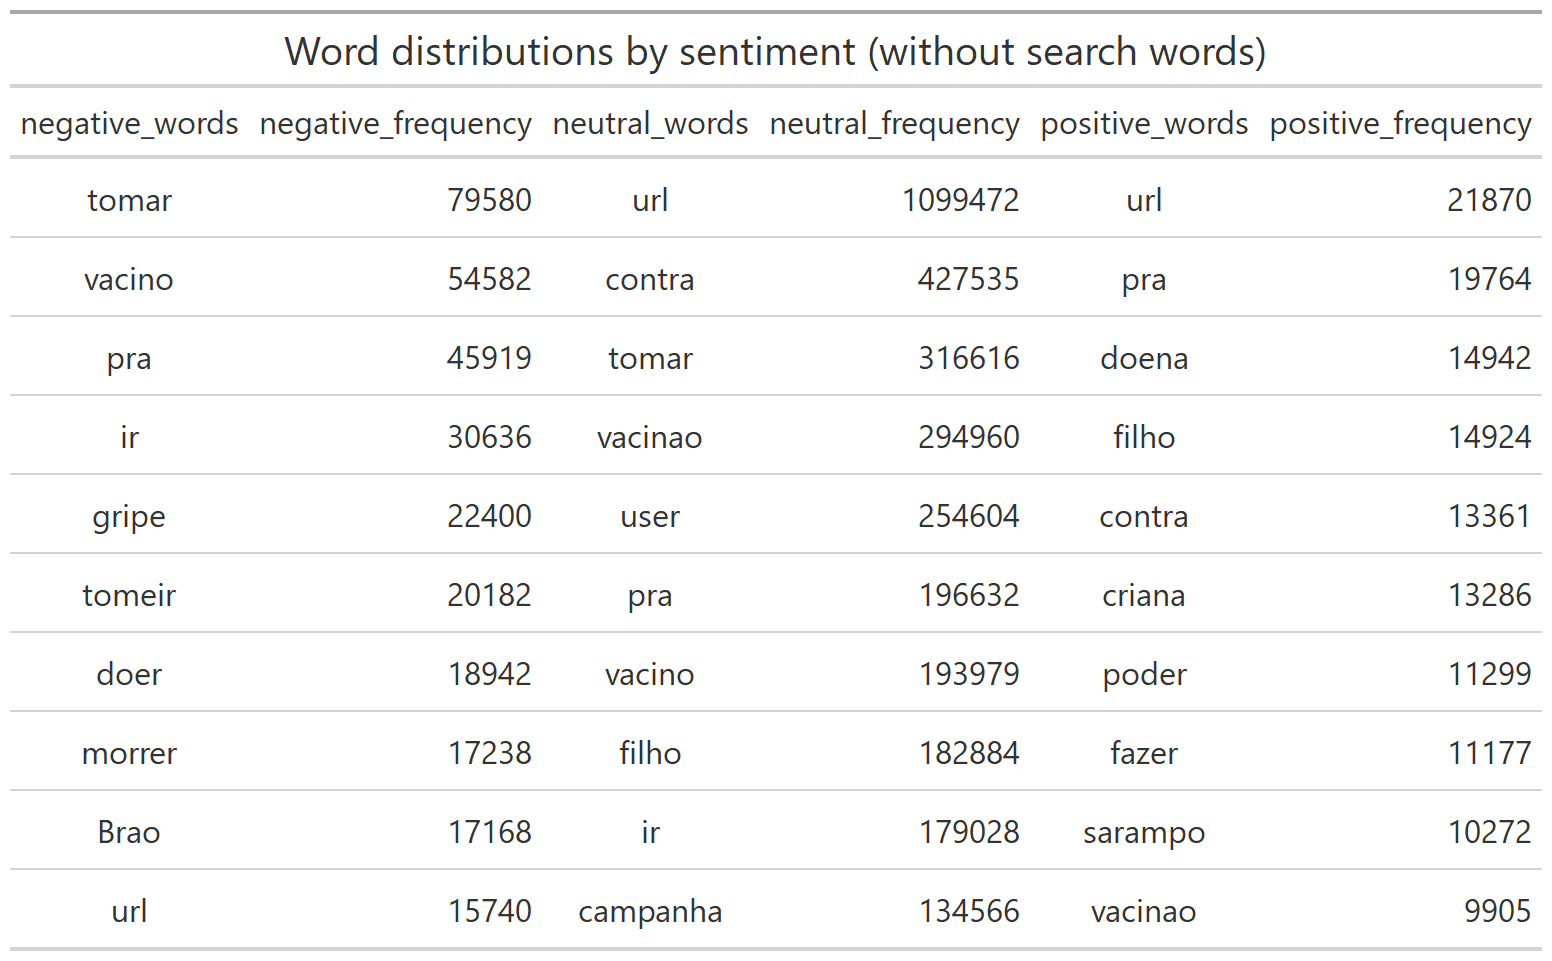 Word distributions by sentiment (without search words)
negative_words negative_frequency neutral_words neutral_frequency positive_words positive_frequency
tomar 79580 url 1099472 url 21870
vacino 54582 contra 427535 pra 19764
pra 45919 tomar 316616 doena 14942
ir 30636 vacinao 294960 filho 14924
gripe 22400 user 254604 contra 13361
tomeir 20182 pra 196632 criana 13286
doer 18942 vacino 193979 poder 11299
morrer 17238 filho 182884 fazer 11177
Brao 17168 ir 179028 sarampo 10272
url 15740 campanha 134566 vacinao 9905